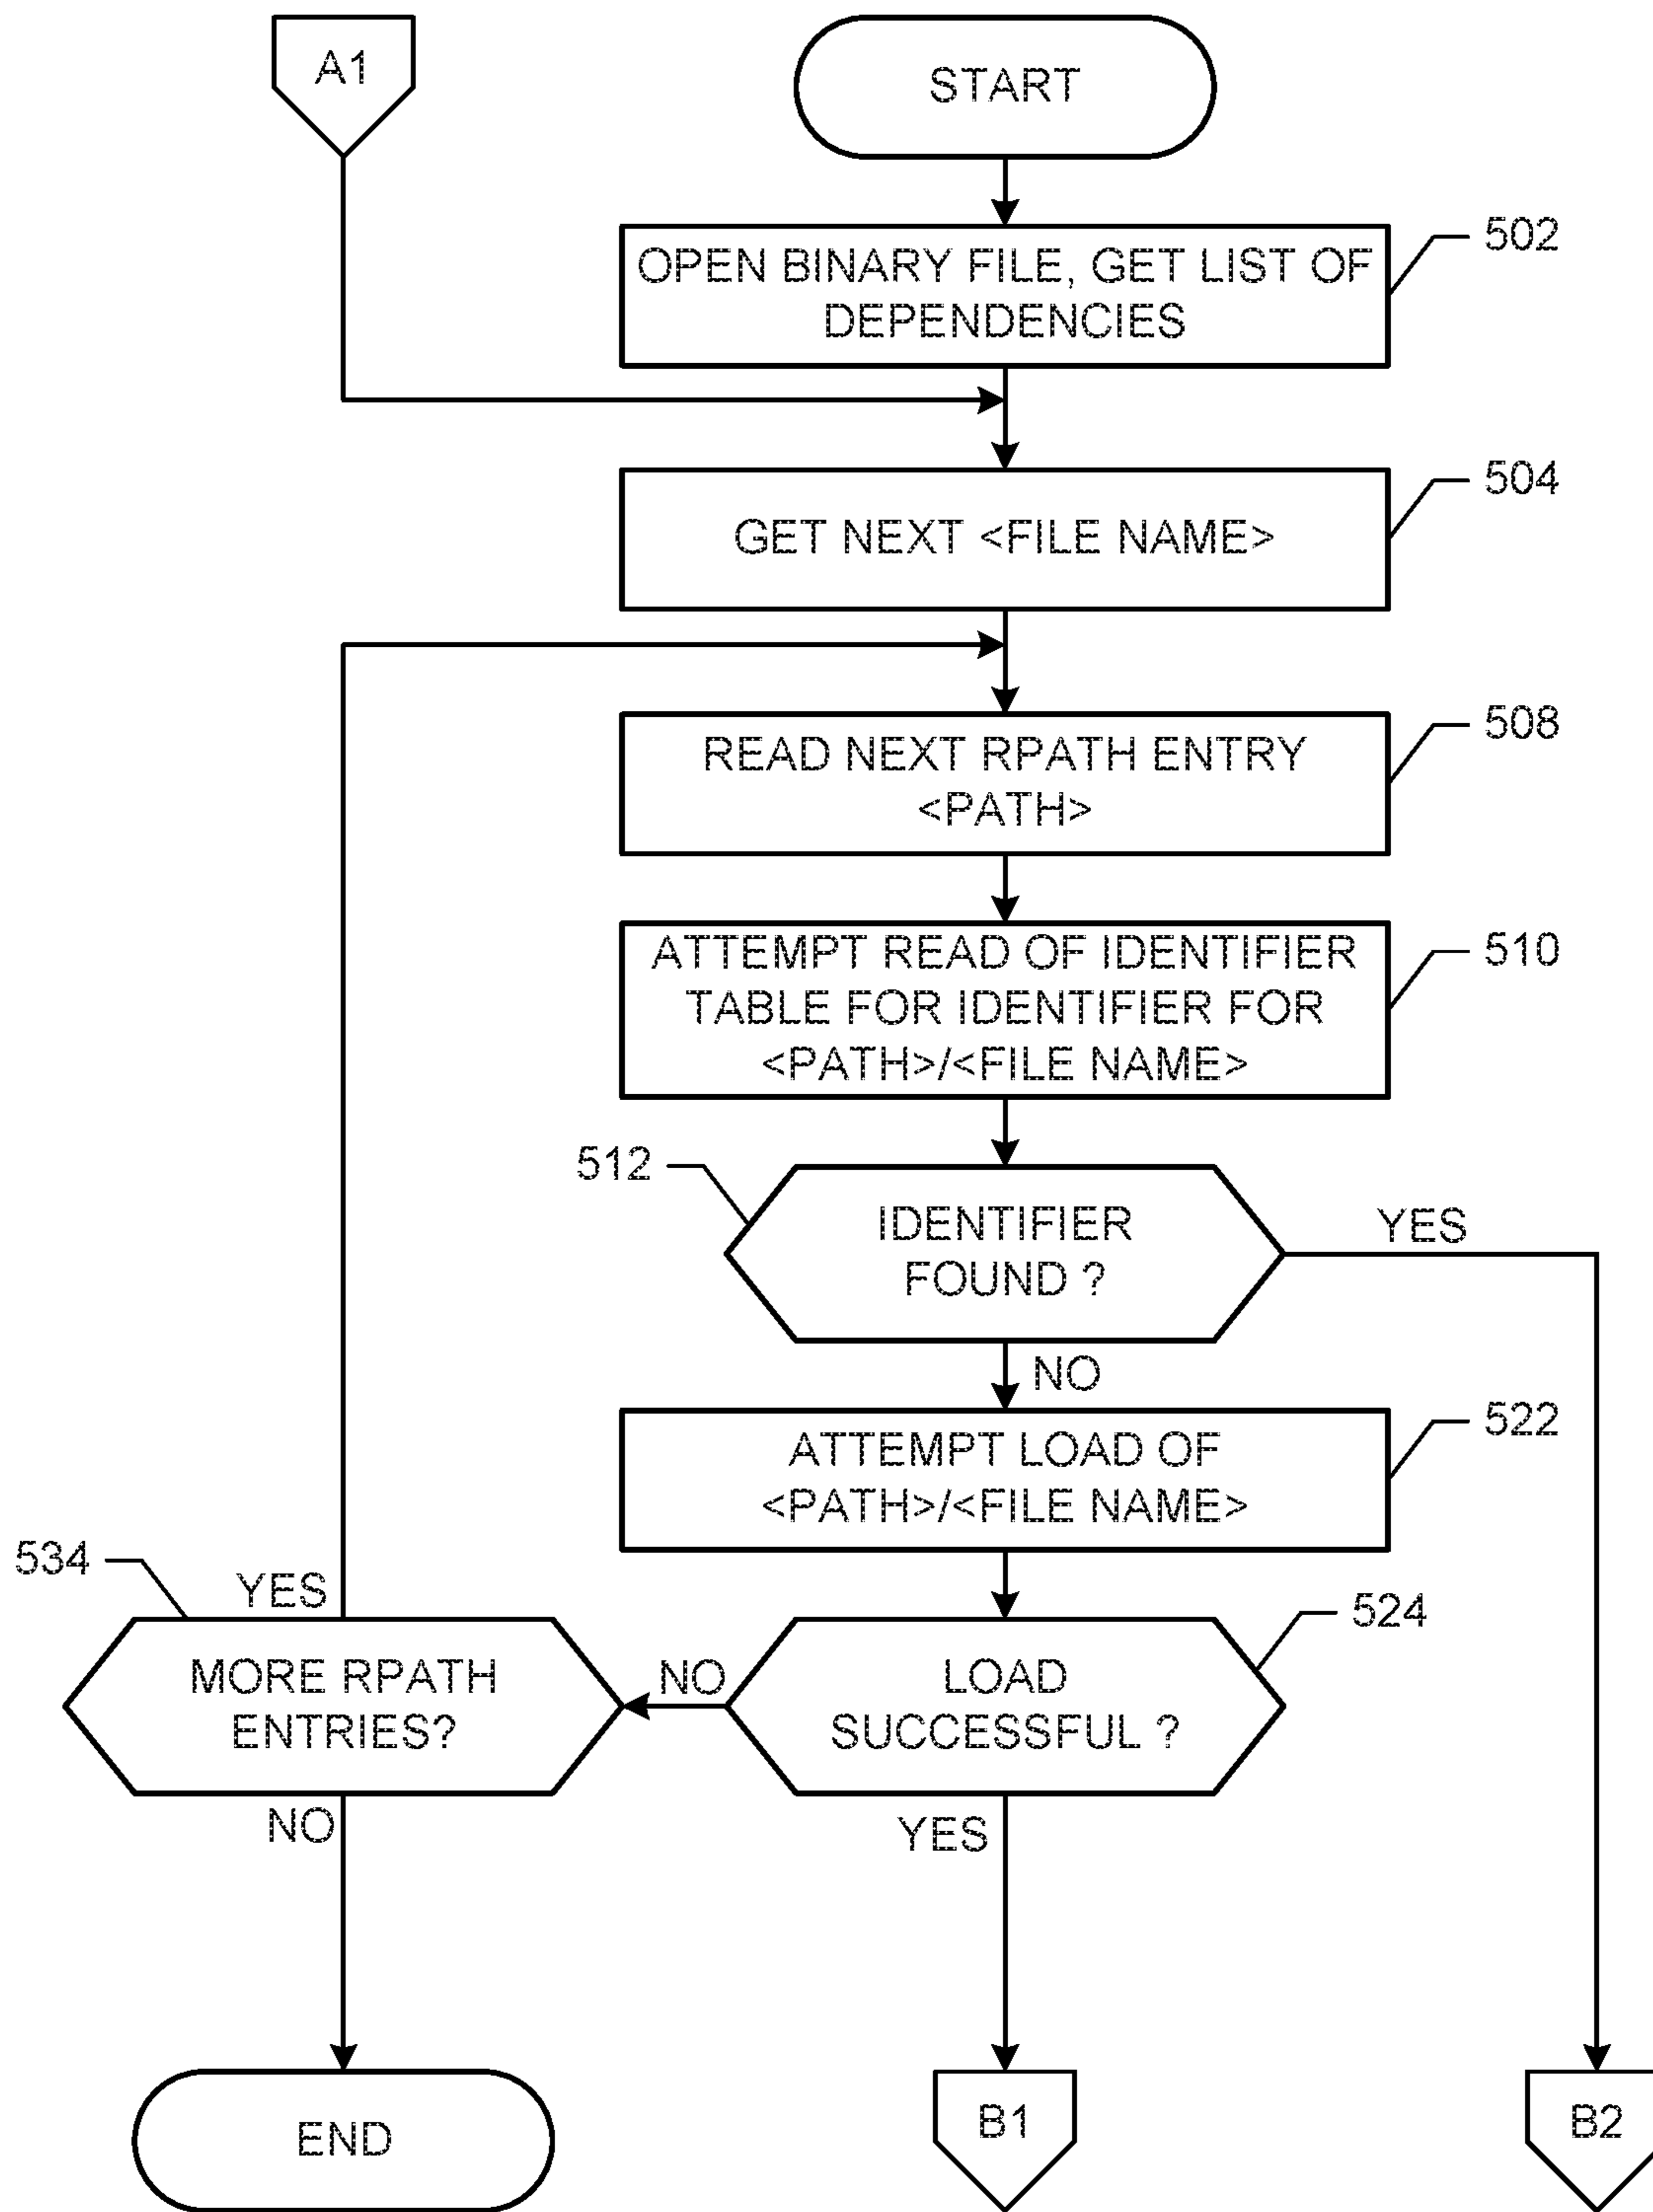 A1
START
OPEN BINARY FILE, GET LIST OF
DEPENDENCIES
502
GET NEXT <FILE NAME>
504
READ NEXT RPATH ENTRY
<PATH>
508
ATTEMPT READ OF IDENTIFIER
TABLE FOR IDENTIFIER FOR
<PATH>/<FILE NAME>
510
512
IDENTIFIER
FOUND ?
YES
NO
ATTEMPT LOAD OF
<PATH>/<FILE NAME>
522
534
YES
MORE RPATH
ENTRIES?
NO
LOAD
SUCCESSFUL ?
524
NO
YES
END
B1
B2